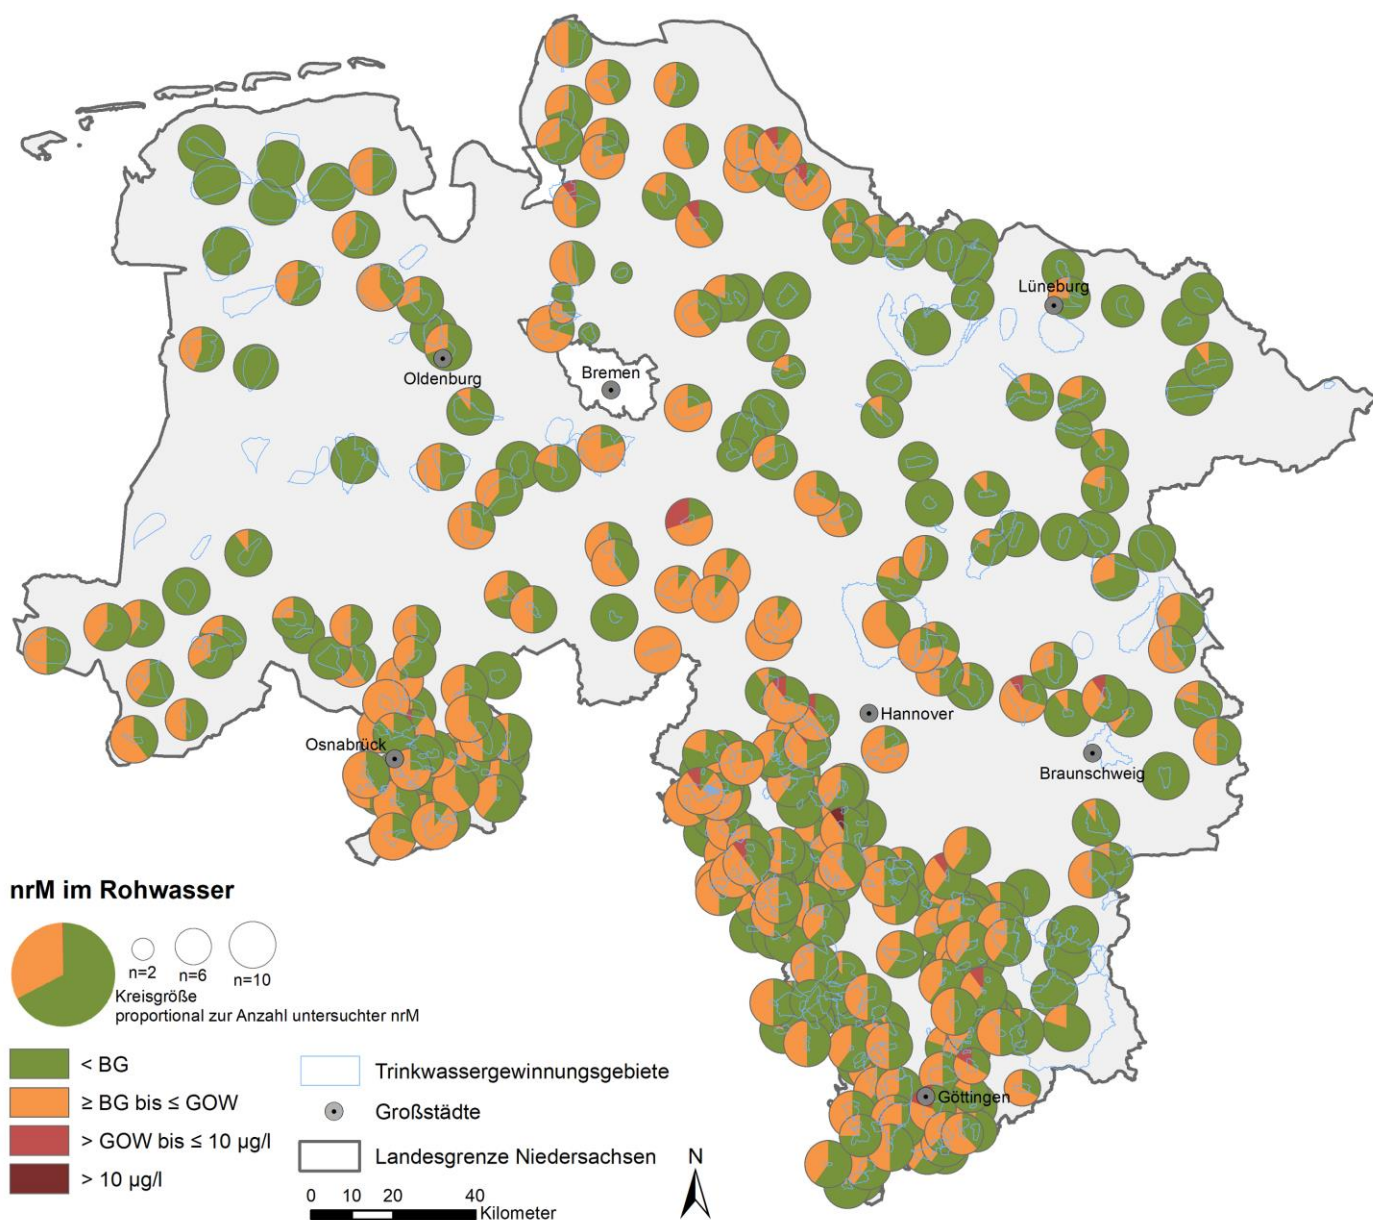 Lüneburg
Oldenburg
Bremen
Hannover
Osnabrück
Braunschweig
Göttingen
nrM im Rohwasser
n=2
n=6
n=10
Kreisgröße
proportional zur Anzahl untersuchter nrM
< BG
≥ BG bis ≤ GOW
> GOW bis ≤ 10 µg/l
> 10 µg/l
Trinkwassergewinnungsgebiete
Großstädte
Landesgrenze Niedersachsen
0 10 20 40
Kilometer
N